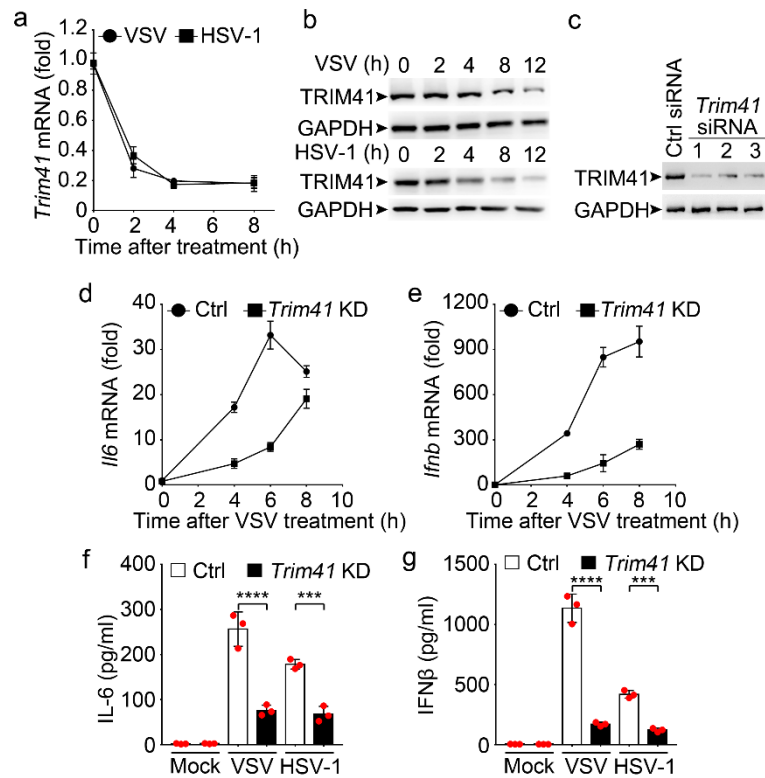 a
VSV HSV-1
Trim41 mRNA (fold)
1.2
1.0
0.8
0.6
0.4
0.2
0
0 2 4 6 8
Time after treatment (h)
b
VSV (h) 0 2 4 8 12
TRIM41
GAPDH
HSV-1 (h) 0 2 4 8 12
TRIM41
GAPDH
c
Ctrl siRNA
Trim41
siRNA
1 2 3
TRIM41
GAPDH
d
Ctrl Trim41 KD
Il6 mRNA (fold)
40
30
20
10
0
0 2 4 6 8 10
Time after VSV treatment (h)
e
Ctrl Trim41 KD
Ifnb mRNA (fold)
1200
900
600
300
0
0 2 4 6 8 10
Time after VSV treatment (h)
f
Ctrl Trim41 KD
IL-6 (pg/ml)
400
300
200
100
0
**** ***
Mock VSV HSV-1
g
Ctrl Trim41 KD
IFNβ (pg/ml)
1500
1000
500
0
**** ***
Mock VSV HSV-1